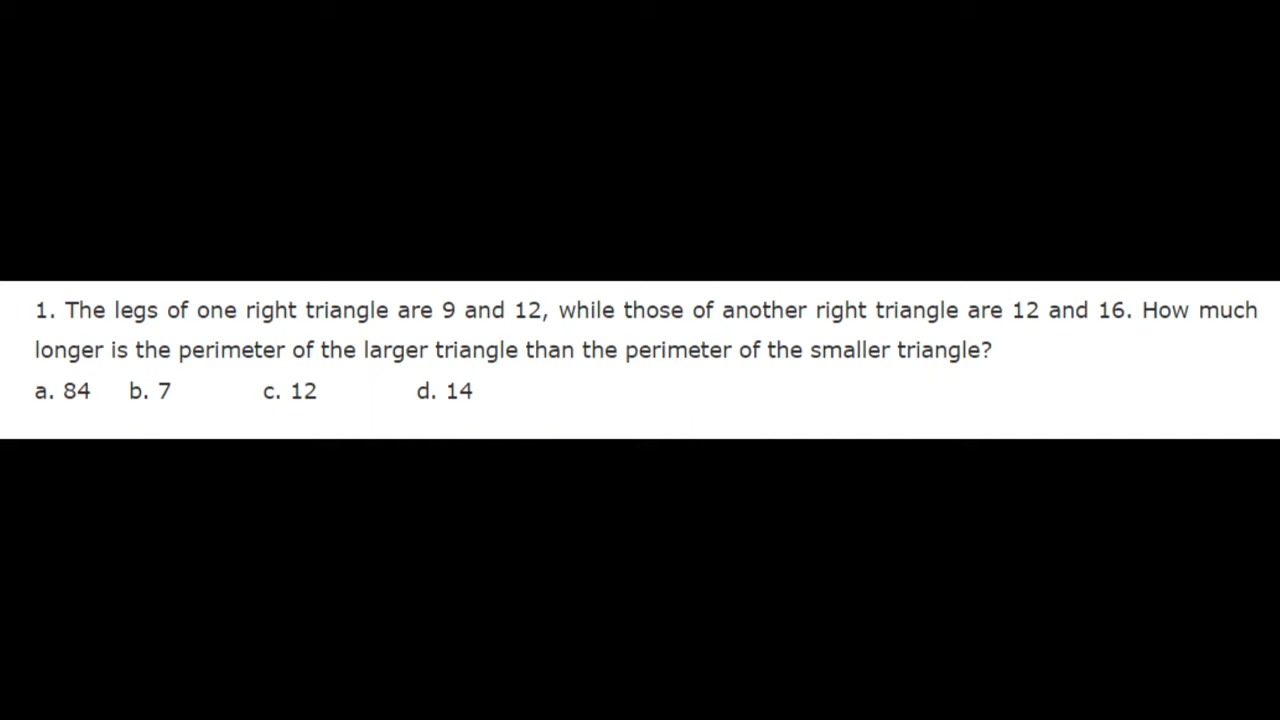 1. The legs of one right triangle are 9 and 12, while those of another right triangle are 12 and 16. How much
longer is the perimeter of the larger triangle than the perimeter of the smaller triangle?
a. 84 b. 7 c. 12 d. 14